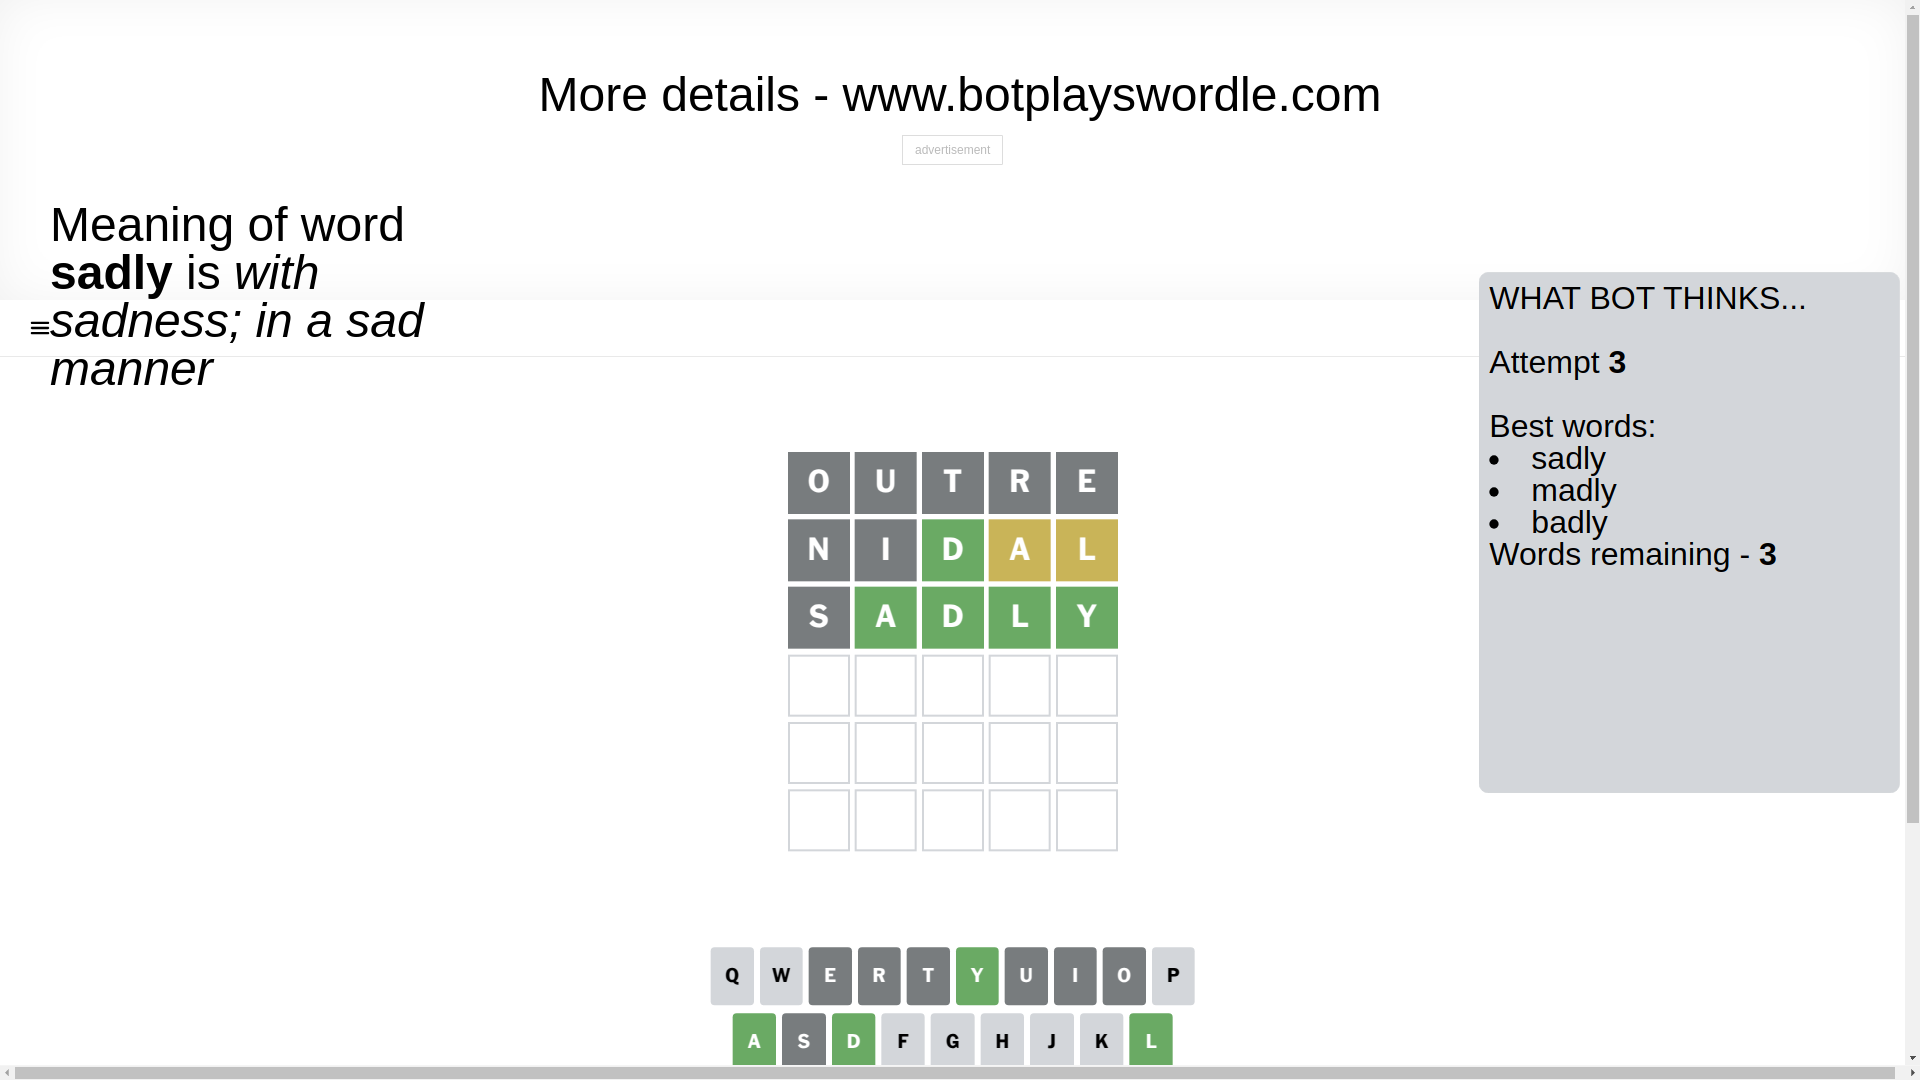 More details - www.botplayswordle.com
advertisement
Meaning of word
sadly is with
sadness; in a sad
manner
WHAT BOT THINKS...
Attempt 3
Best words:
• sadly
• madly
• badly
Words remaining - 3
O U T R E
N I D A L
S A D L Y
Q W E R T Y U I O P
A S D F G H J K L